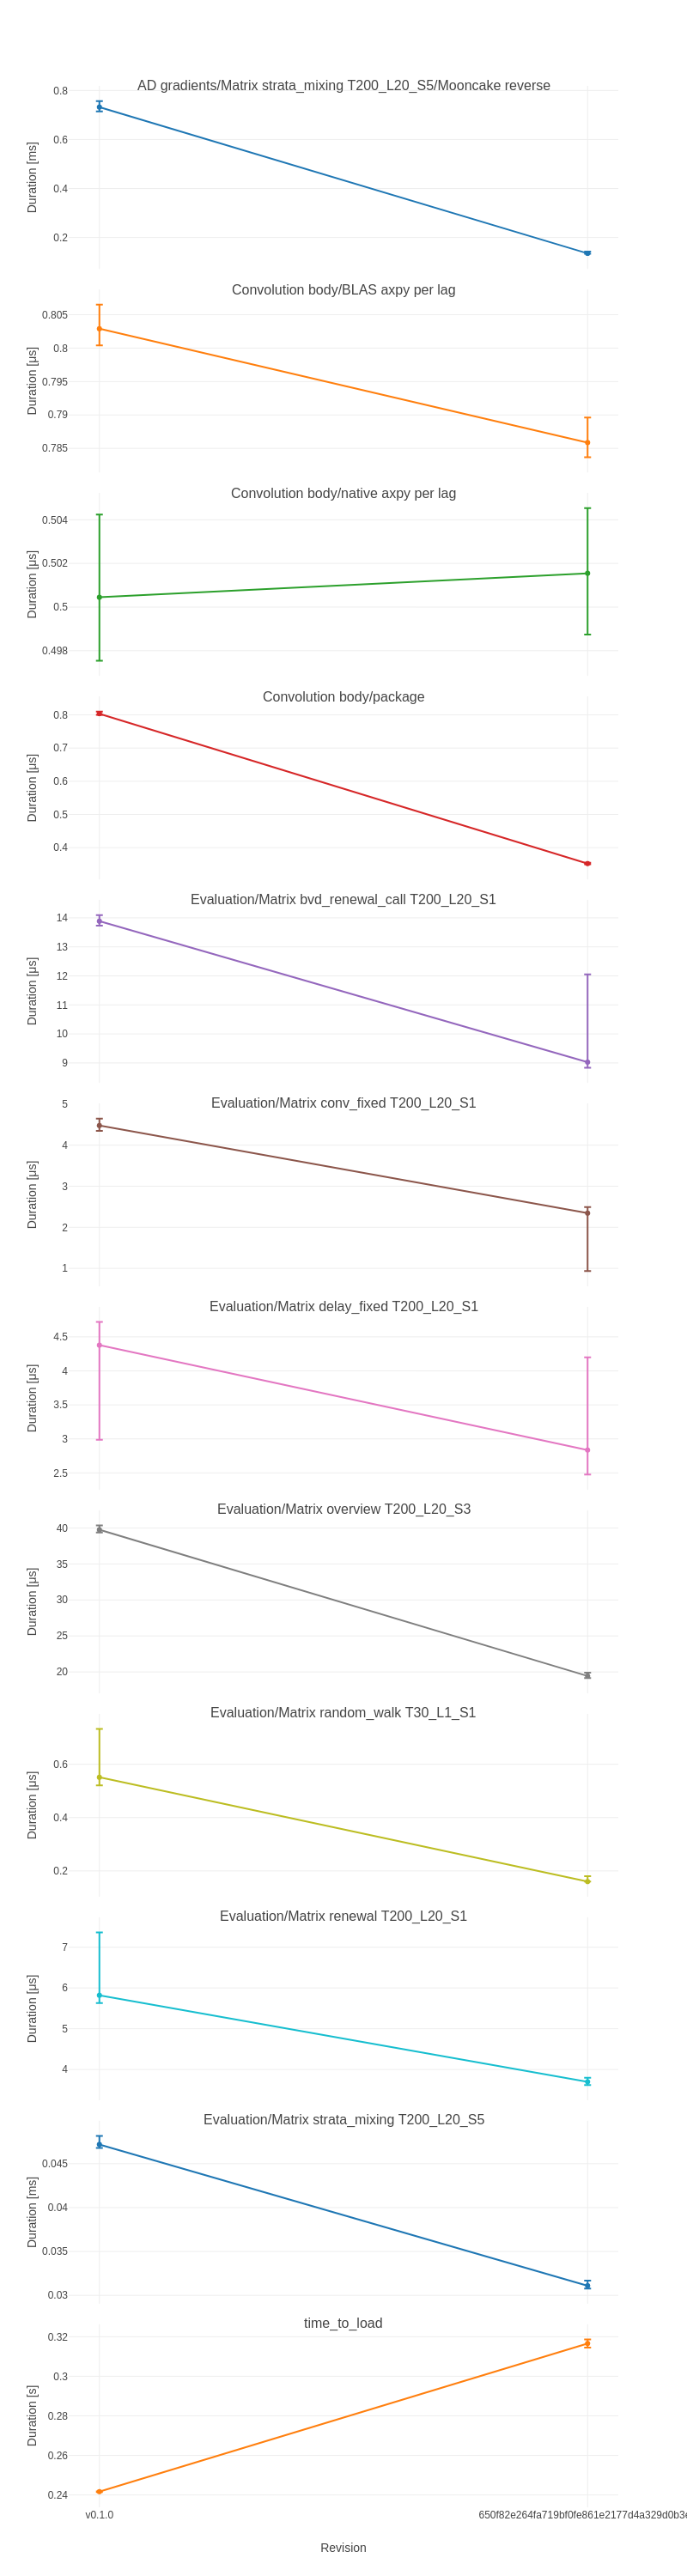 AD gradients/Matrix strata_mixing T200_L20_S5/Mooncake reverse
Duration [ms]
0.8
0.6
0.4
0.2
Convolution body/BLAS axpy per lag
Duration [μs]
0.805
0.8
0.795
0.79
0.785
Convolution body/native axpy per lag
Duration [μs]
0.504
0.502
0.5
0.498
Convolution body/package
Duration [μs]
0.8
0.7
0.6
0.5
0.4
Evaluation/Matrix bvd_renewal_call T200_L20_S1
Duration [μs]
14
13
12
11
10
9
Evaluation/Matrix conv_fixed T200_L20_S1
Duration [μs]
5
4
3
2
1
Evaluation/Matrix delay_fixed T200_L20_S1
Duration [μs]
4.5
4
3.5
3
2.5
Evaluation/Matrix overview T200_L20_S3
Duration [μs]
40
35
30
25
20
Evaluation/Matrix random_walk T30_L1_S1
Duration [μs]
0.6
0.4
0.2
Evaluation/Matrix renewal T200_L20_S1
Duration [μs]
7
6
5
4
Evaluation/Matrix strata_mixing T200_L20_S5
Duration [ms]
0.045
0.04
0.035
0.03
time_to_load
Duration [s]
0.32
0.3
0.28
0.26
0.24
v0.1.0
650f82e264fa719bf0fe861e2177d4a329d0b3e
Revision